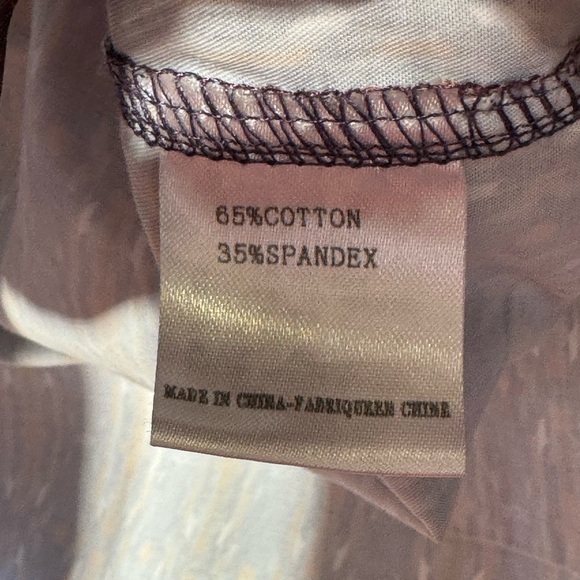 65%COTTON
35%SPANDEX
MADE IN CHINA-FABRIQUEEN CHINE